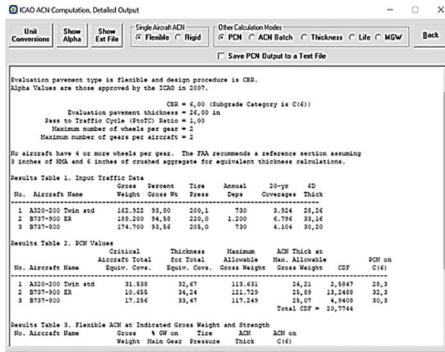 ICAO ACN Computation, Detailed Output
Unit Conversions
Show Alpha
Show Ext File
Single Aircraft ACN
Flexible Rigid
Other Calculation Modes
PCN ACN Batch Thickness Life MGW
Back
Save PCN Output to a Text File
Evaluation pavement type is flexible and design procedure is CBR.
Alpha Values are those approved by the ICAO in 2007.
CBR = 6,00 (Subgrade Category is C(6))
Evaluation pavement thickness = 26,00 in
Pass to Traffic Cycle (PtoTC) Ratio = 1,00
Maximum number of wheels per gear = 2
Maximum number of gears per aircraft = 2
No aircraft have 4 or more wheels per gear. The FAA recommends a reference section assuming
3 inches of HMA and 6 inches of crushed aggregate for equivalent thickness calculations.
Results Table 1. Input Traffic Data
Gross Percent Tire Annual 20-yr 6D
No. Aircraft Name Weight Gross Wt Press Deps Coverages Thick
1 A320-200 Twin std 162.922 93,80 200,1 730 3.924 28,26
2 B737-900 ER 188.200 94,58 220,0 1.200 6.796 33,16
3 B737-800 174.700 93,56 205,0 730 4.104 30,20
Results Table 2. PCN Values
Critical Thickness Maximum ACN Thick at
Aircraft Total for Total Allowable Max. Allowable PCN on
No. Aircraft Name Equiv. Covs. Equiv. Covs. Gross Weight Gross Weight CDF C(6)
1 A320-200 Twin std 31.538 32,67 113.631 24,21 2,5847 28,3
2 B737-900 ER 10.655 34,24 121.729 25,89 13,2488 32,3
3 B737-800 17.256 33,47 117.249 25,07 4,9408 30,3
Total CDF = 20,7744
Results Table 3. Flexible ACN at Indicated Gross Weight and Strength
No. Aircraft Name Gross % GW on Tire ACN ACN on
Weight Main Gear Pressure Thick C(6)